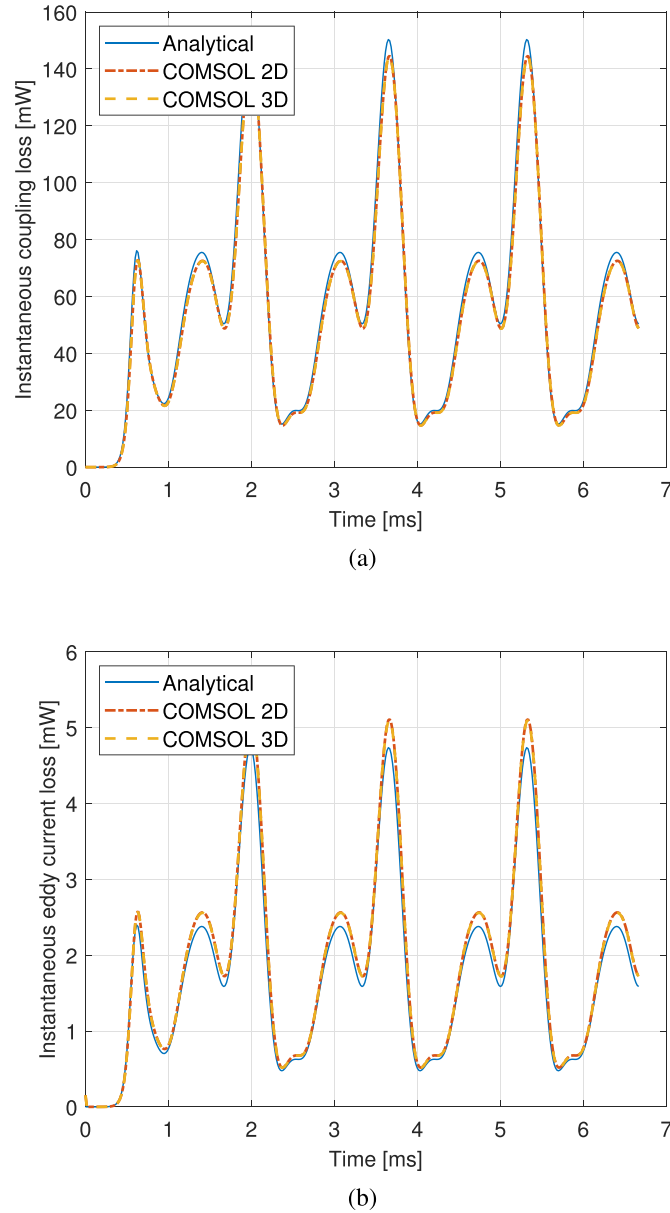 160
140
120
100
80
60
40
20
0
Instantaneous coupling loss [mW]
Analytical
COMSOL 2D
COMSOL 3D
0 1 2 3 4 5 6 7
Time [ms]
(a)
6
5
4
3
2
1
0
Instantaneous eddy current loss [mW]
Analytical
COMSOL 2D
COMSOL 3D
0 1 2 3 4 5 6 7
Time [ms]
(b)